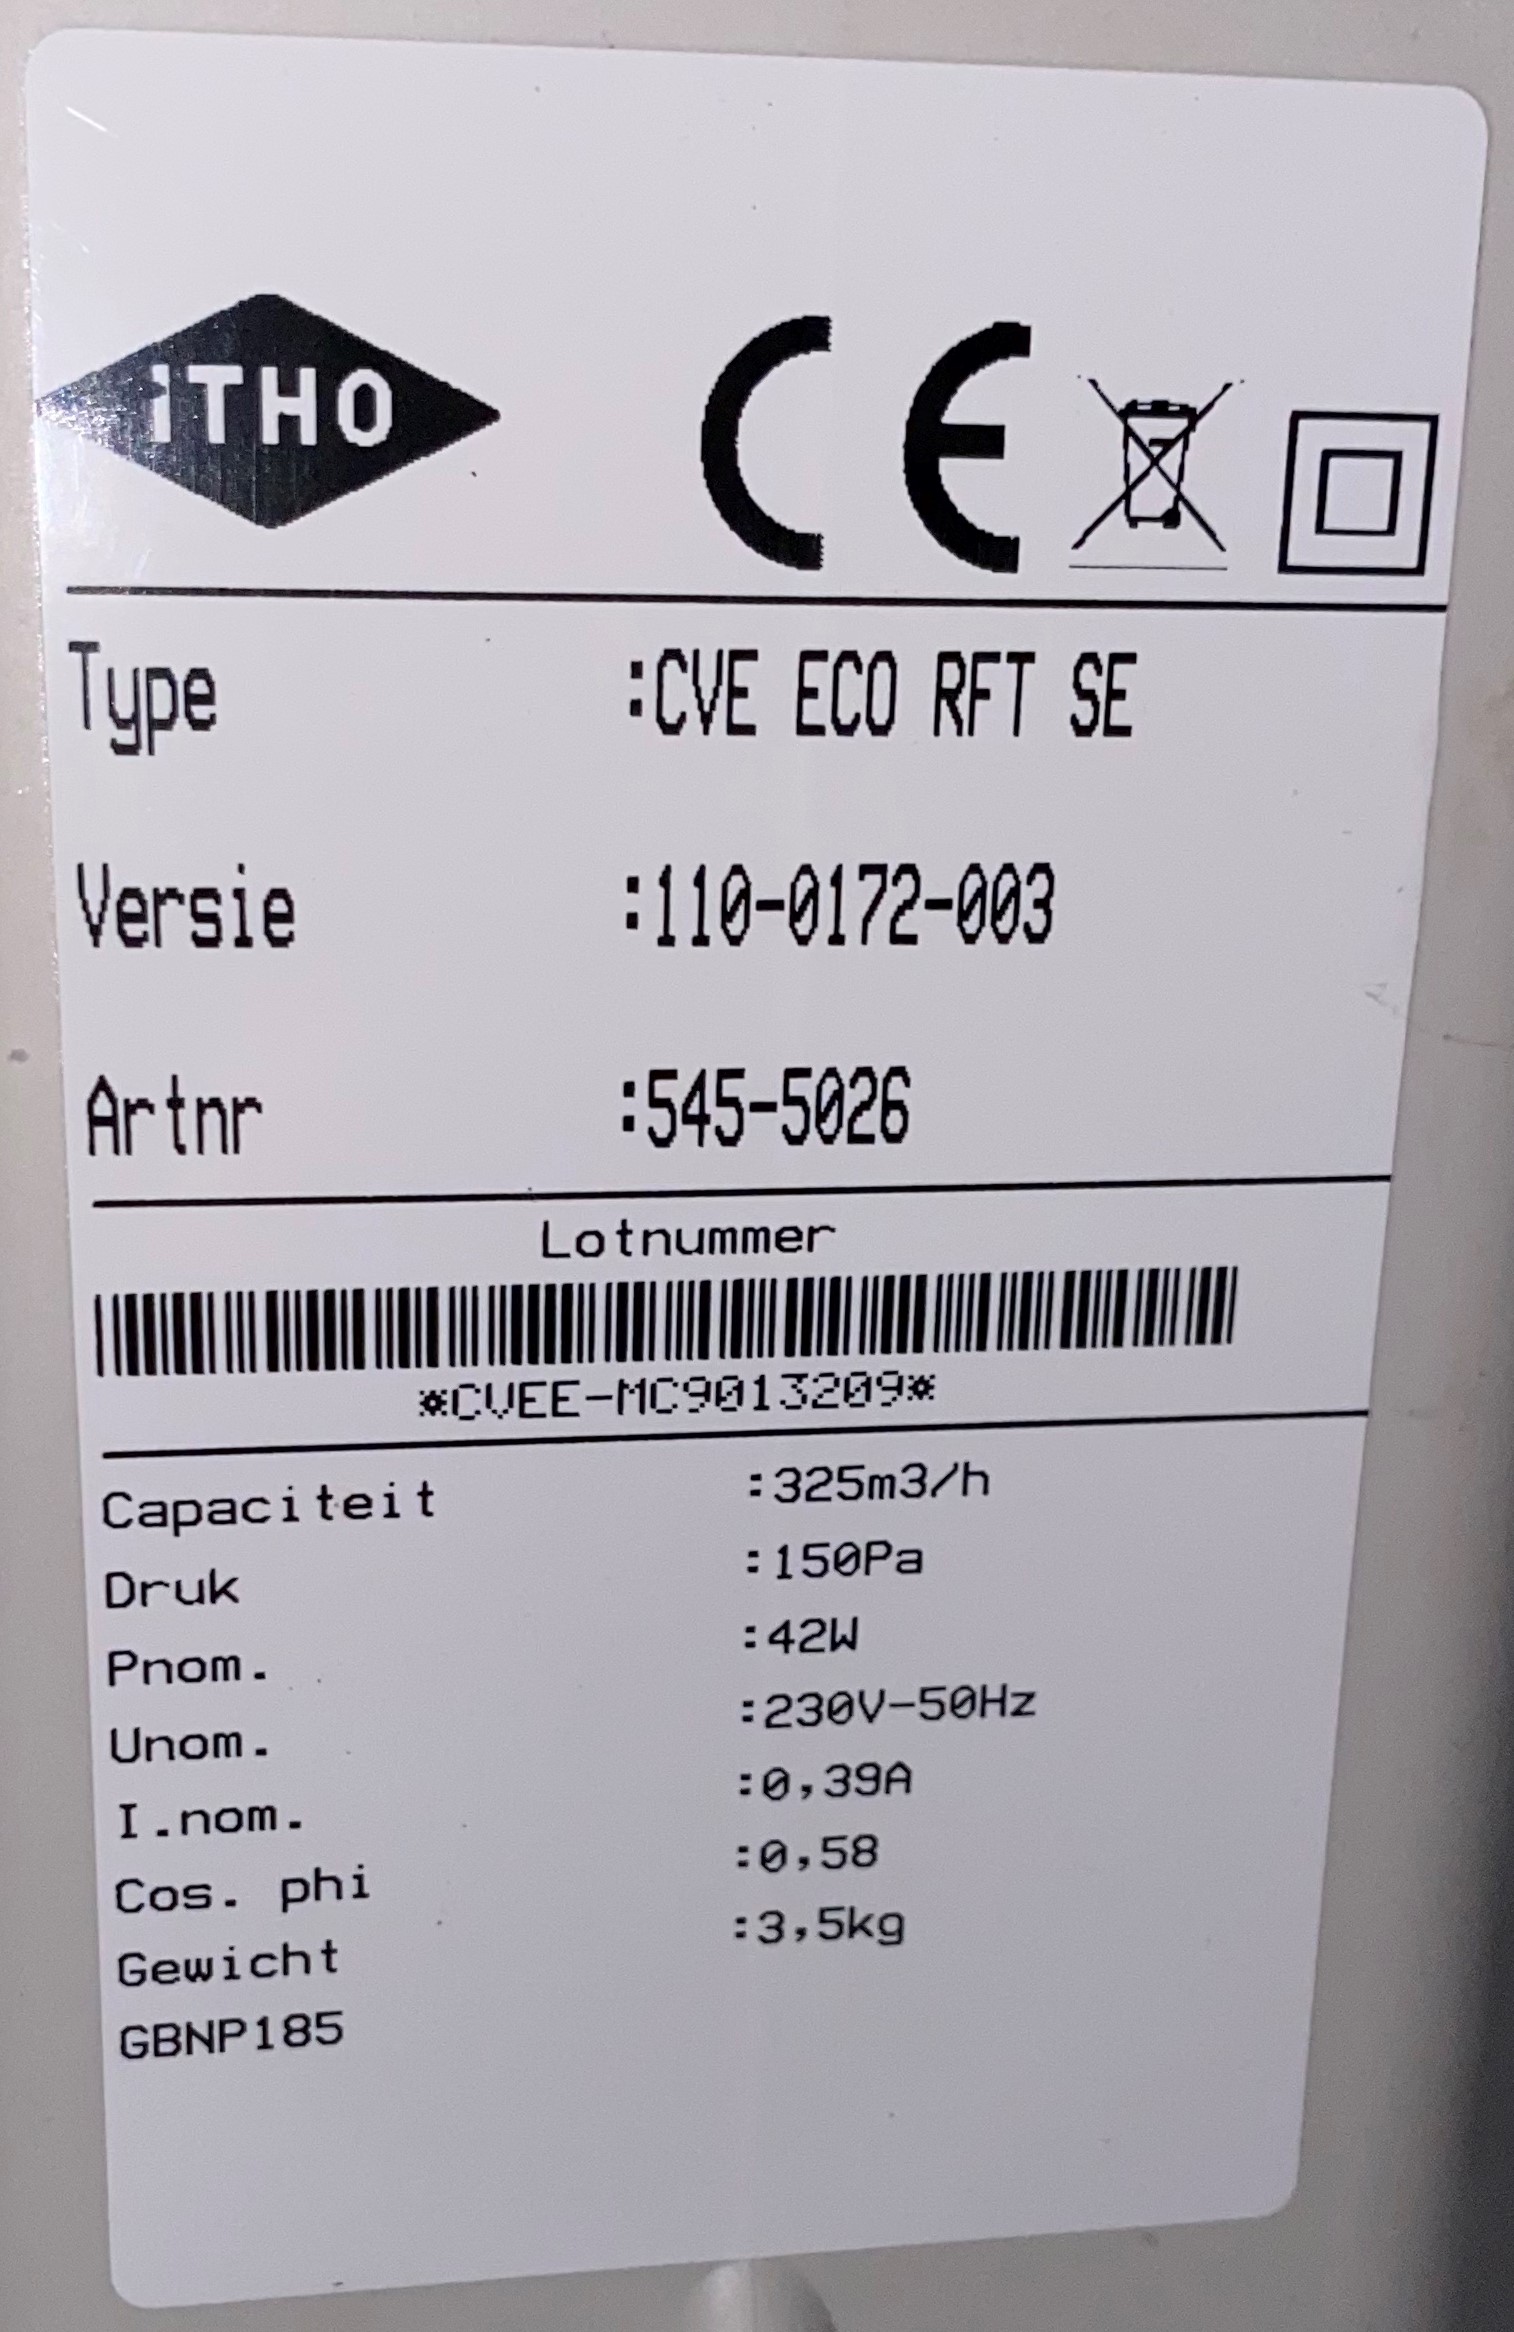 iTHO CE
Type :CVE ECO RFT SE
Versie :110-0172-003
Artnr :545-5026
Lotnummer
*CVEE-MC9013209*
Capaciteit :325m3/h
Druk :150Pa
Pnom. :42W
Unom. :230V-50Hz
I.nom. :0,39A
Cos. phi :0,58
Gewicht :3,5kg
GBNP185